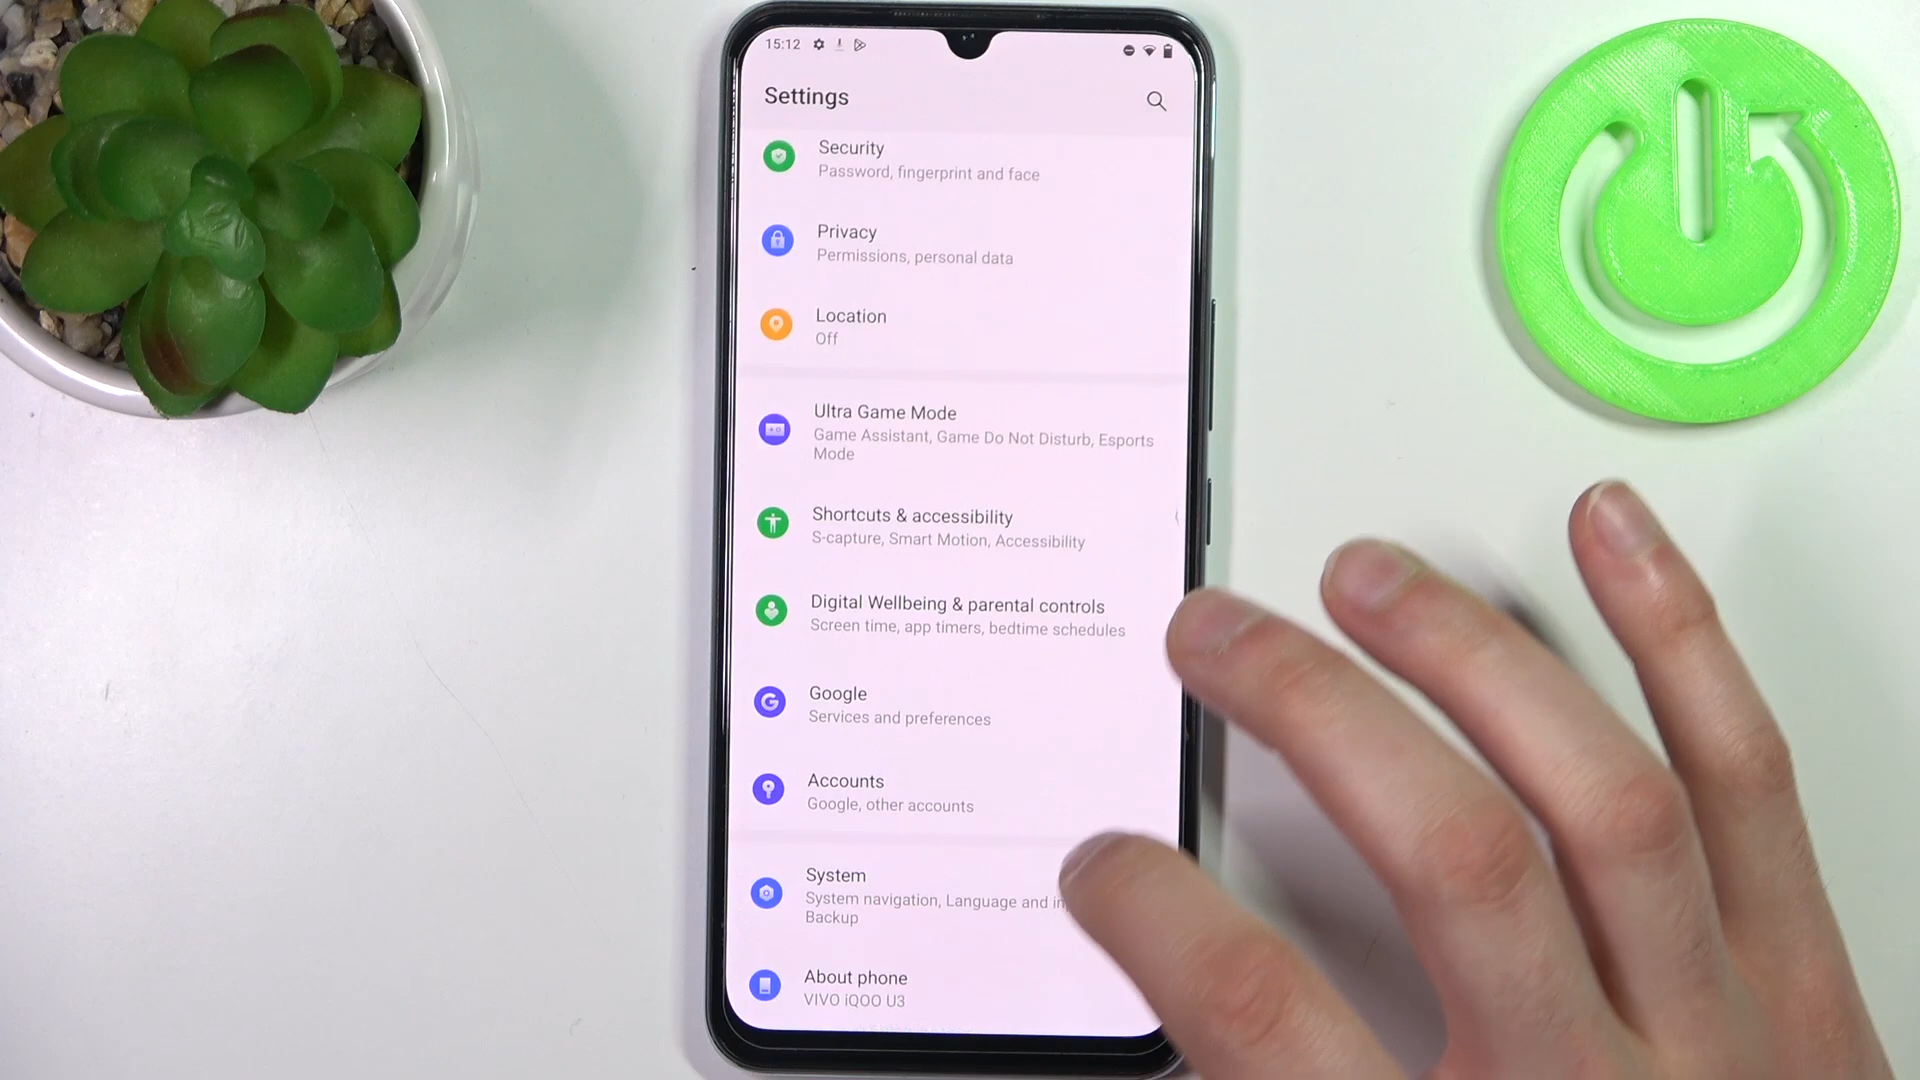 15:12
Settings
Security
Password, fingerprint and face
Privacy
Permissions, personal data
Location
Off
Ultra Game Mode
Game Assistant, Game Do Not Disturb, Esports
Mode
Shortcuts & accessibility
S-capture, Smart Motion, Accessibility
Digital Wellbeing & parental controls
Screen time, app timers, bedtime schedules
Google
Services and preferences
Accounts
Google, other accounts
System
System navigation, Language and
Backup
About phone
VIVO iQOO U3